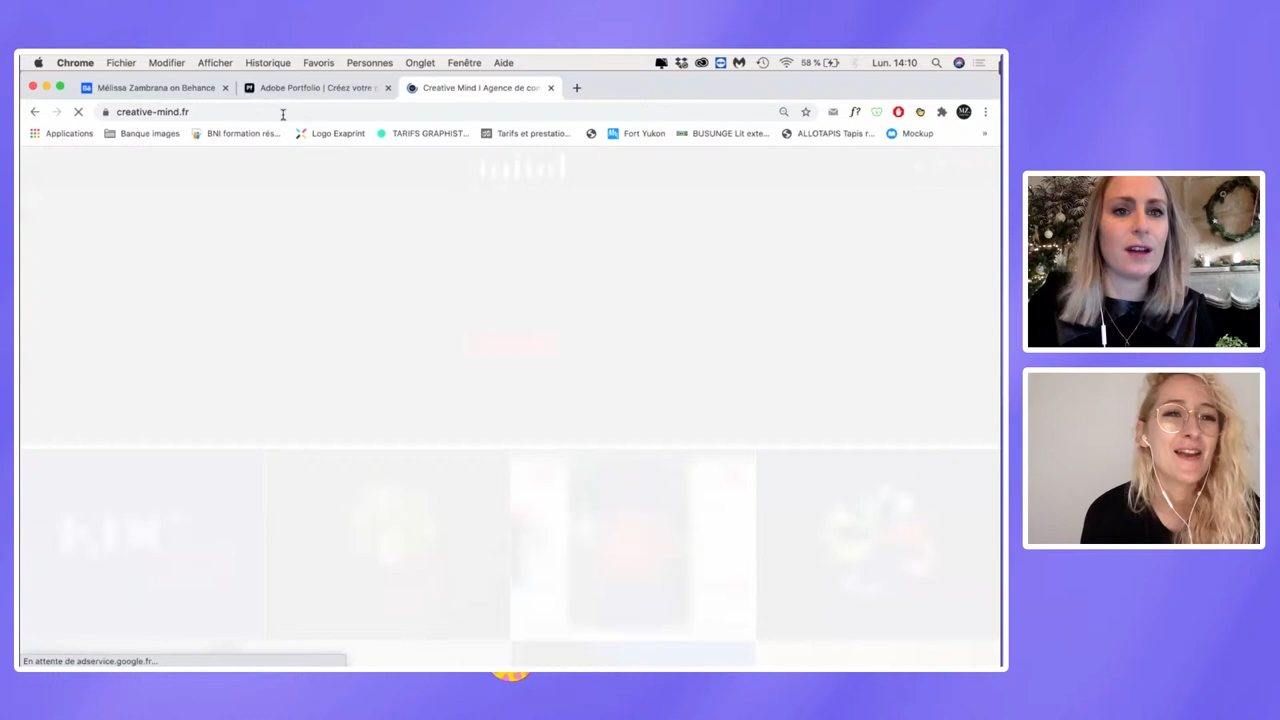 Chrome Fichier Modifier Afficher Historique Favoris Personnes Onglet Fenêtre Aide 58 % Lun. 14:10
Mélissa Zambrana on Behance Adobe Portfolio | Créez votre p Creative Mind I Agence de con
creative-mind.fr f? MZ
Applications Banque images BNI formation rés... Logo Exaprint TARIFS GRAPHIST... Tarifs et prestatio... Fort Yukon BUSUNGE Lit exte... ALLOTAPIS Tapis r... Mockup »
En attente de adservice.google.fr...